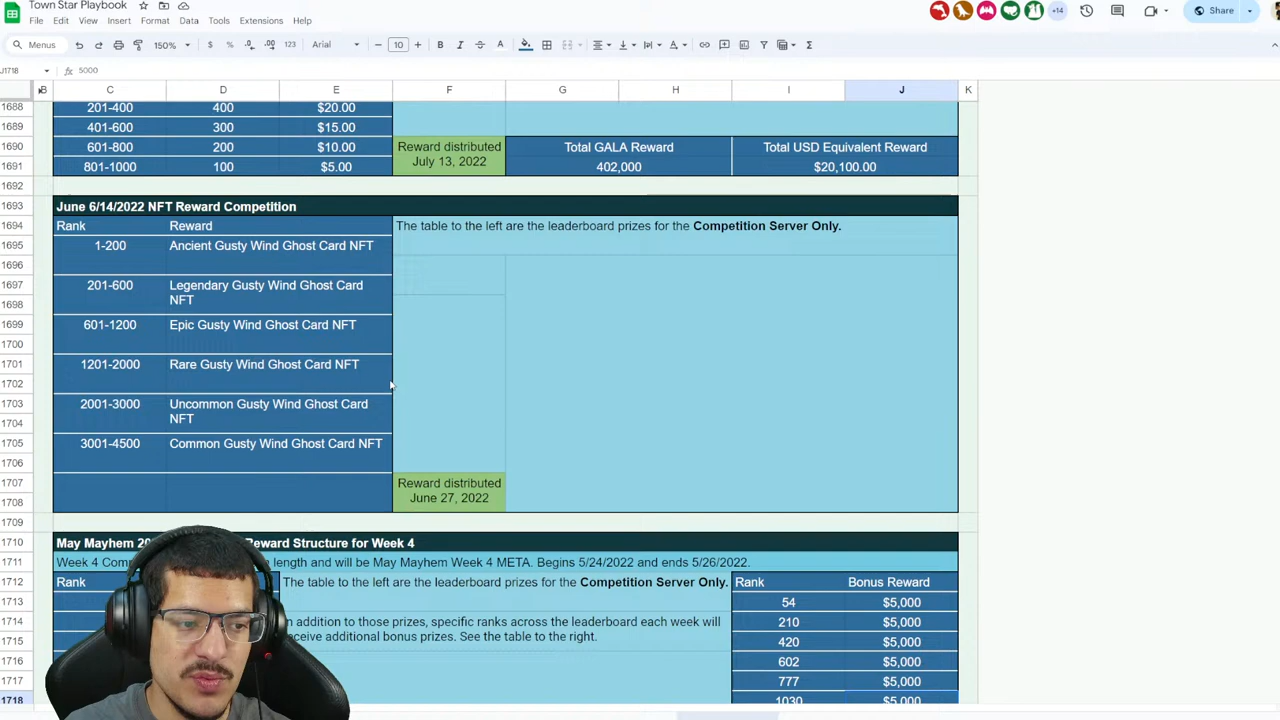 Town Star Playbook
+14
Share
File Edit View Insert Format Data Tools Extensions Help
Menus 150% $ % .0 .00 123 Arial 10
J1718 5000
B C D E F G H I J K
1688 201-400 400 $20.00
1689 401-600 300 $15.00
1690 601-800 200 $10.00 Reward distributed Total GALA Reward Total USD Equivalent Reward
July 13, 2022
1691 801-1000 100 $5.00 402,000 $20,100.00
1692
1693 June 6/14/2022 NFT Reward Competition
1694 Rank Reward The table to the left are the leaderboard prizes for the Competition Server Only.
1695 1-200 Ancient Gusty Wind Ghost Card NFT
1696
1697 201-600 Legendary Gusty Wind Ghost Card
NFT
1698
1699 601-1200 Epic Gusty Wind Ghost Card NFT
1700
1701 1201-2000 Rare Gusty Wind Ghost Card NFT
1702
1703 2001-3000 Uncommon Gusty Wind Ghost Card
NFT
1704
1705 3001-4500 Common Gusty Wind Ghost Card NFT
1706
1707 Reward distributed
1708 June 27, 2022
1709
1710 May Mayhem 20 Reward Structure for Week 4
1711 Week 4 Com length and will be May Mayhem Week 4 META. Begins 5/24/2022 and ends 5/26/2022.
1712 Rank The table to the left are the leaderboard prizes for the Competition Server Only. Rank Bonus Reward
1713 54 $5,000
1714 n addition to those prizes, specific ranks across the leaderboard each week will 210 $5,000
1715 eceive additional bonus prizes. See the table to the right. 420 $5,000
1716 602 $5,000
1717 777 $5,000
1718 1030 $5,000